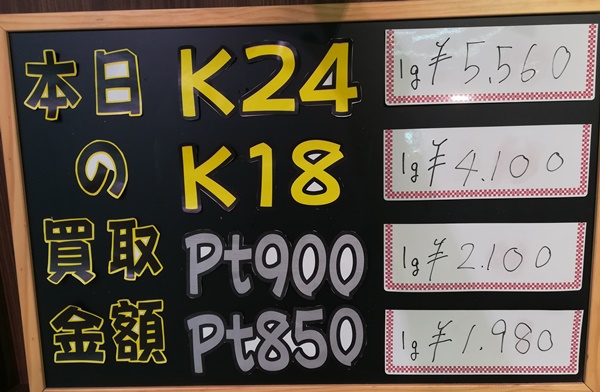 本日 K24 1g ¥5,560
の K18 1g ¥4,100
買取 Pt900 1g ¥2,100
金額 Pt850 1g ¥1,980